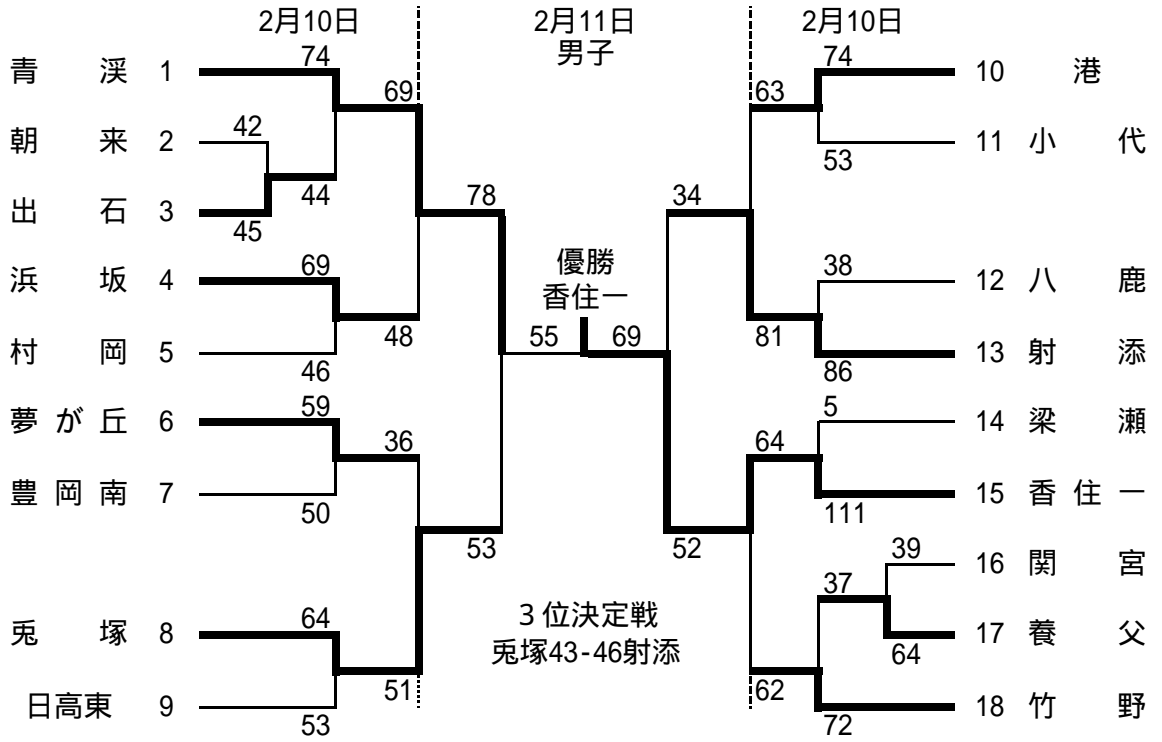 2月10日 2月11日 2月10日
男子
青渓 1 74
69
朝来 2 42
44
出石 3 45
78
浜坂 4 69
48
村岡 5 46
夢が丘 6 59
36
豊岡南 7 50
53
兎塚 8 64
51
日高東 9 53
優勝
香住一
55 69
3位決定戦
兎塚43-46射添
74 10 港
63
53 11 小代
34
38 12 八鹿
81
86 13 射添
5 14 梁瀬
64
111 15 香住一
52
39 16 関宮
37
64 17 養父
62
72 18 竹野